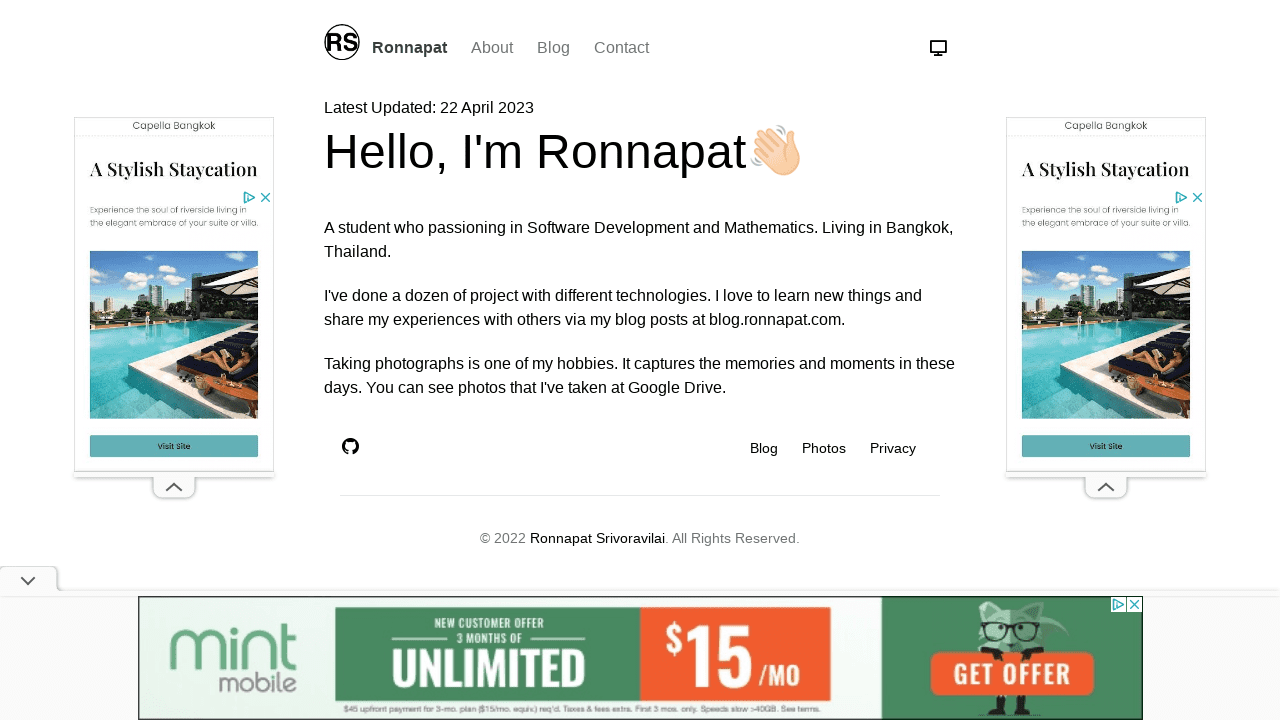 RS
Ronnapat
About
Blog
Contact
Latest Updated: 22 April 2023
Hello, I'm Ronnapat👋🏻
A student who passioning in Software Development and Mathematics. Living in Bangkok,
Thailand.
I've done a dozen of project with different technologies. I love to learn new things and
share my experiences with others via my blog posts at blog.ronnapat.com.
Taking photographs is one of my hobbies. It captures the memories and moments in these
days. You can see photos that I've taken at Google Drive.
Blog
Photos
Privacy
© 2022 Ronnapat Srivoravilai. All Rights Reserved.
Capella Bangkok
A Stylish Staycation
Experience the soul of riverside living in
the elegant embrace of your suite or villa.
Visit Site
Capella Bangkok
A Stylish Staycation
Experience the soul of riverside living in
the elegant embrace of your suite or villa.
Visit Site
mint
mobile
NEW CUSTOMER OFFER
3 MONTHS OF
UNLIMITED
$15/MO
GET OFFER
$45 upfront payment for 3-mo. plan ($15/mo. equiv.) req'd. Taxes & fees extra. First 3 mos. only. Speeds slow >40GB. See terms.